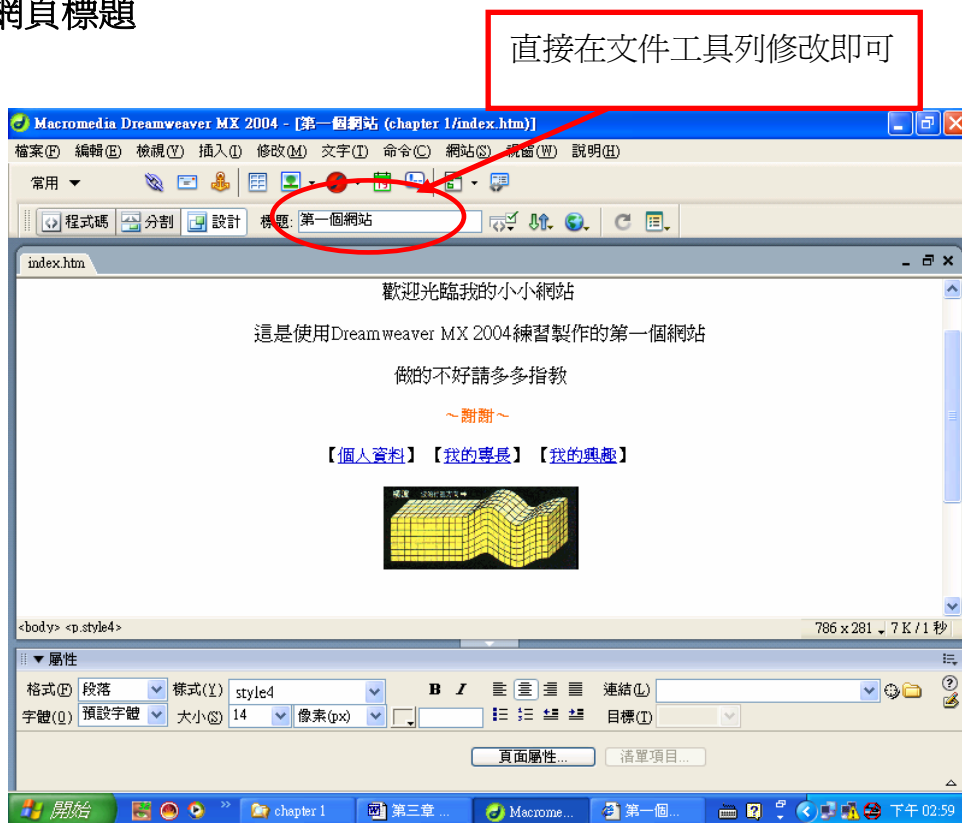 網頁標題
直接在文件工具列修改即可
Macromedia Dreamweaver MX 2004 - [第一個網站 (chapter 1/index.htm)]
檔案(F) 編輯(E) 檢視(V) 插入(I) 修改(M) 文字(T) 命令(C) 網站(S) 視窗(W) 說明(H)
常用
程式碼 分割 設計 標題: 第一個網站
index.htm
歡迎光臨我的小小網站
這是使用Dreamweaver MX 2004練習製作的第一個網站
做的不好請多多指教
～謝謝～
【個人資料】 【我的專長】 【我的興趣】
<body> <p.style4> 786 x 281 7 K / 1 秒
屬性
格式(F) 段落 樣式(Y) style4 B I 連結(L)
字體(O) 預設字體 大小(S) 14 像素(px) 目標(T)
頁面屬性... 清單項目...
開始 chapter 1 第三章 ... Macrome... 第一個... 下午 02:59